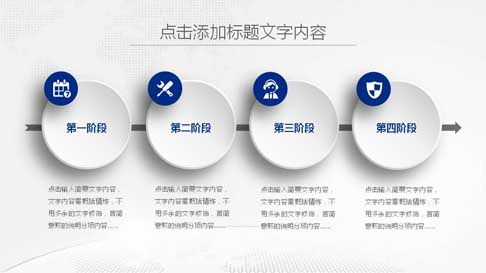 点击添加标题文字内容
第一阶段
第二阶段
第三阶段
第四阶段
点击输入简要文字内容，
文字内容需概括精炼，不
用多余的文字修饰，言简
意赅的说明分项内容……
点击输入简要文字内容，
文字内容需概括精炼，不
用多余的文字修饰，言简
意赅的说明分项内容……
点击输入简要文字内容，
文字内容需概括精炼，不
用多余的文字修饰，言简
意赅的说明分项内容……
点击输入简要文字内容，
文字内容需概括精炼，不
用多余的文字修饰，言简
意赅的说明分项内容……